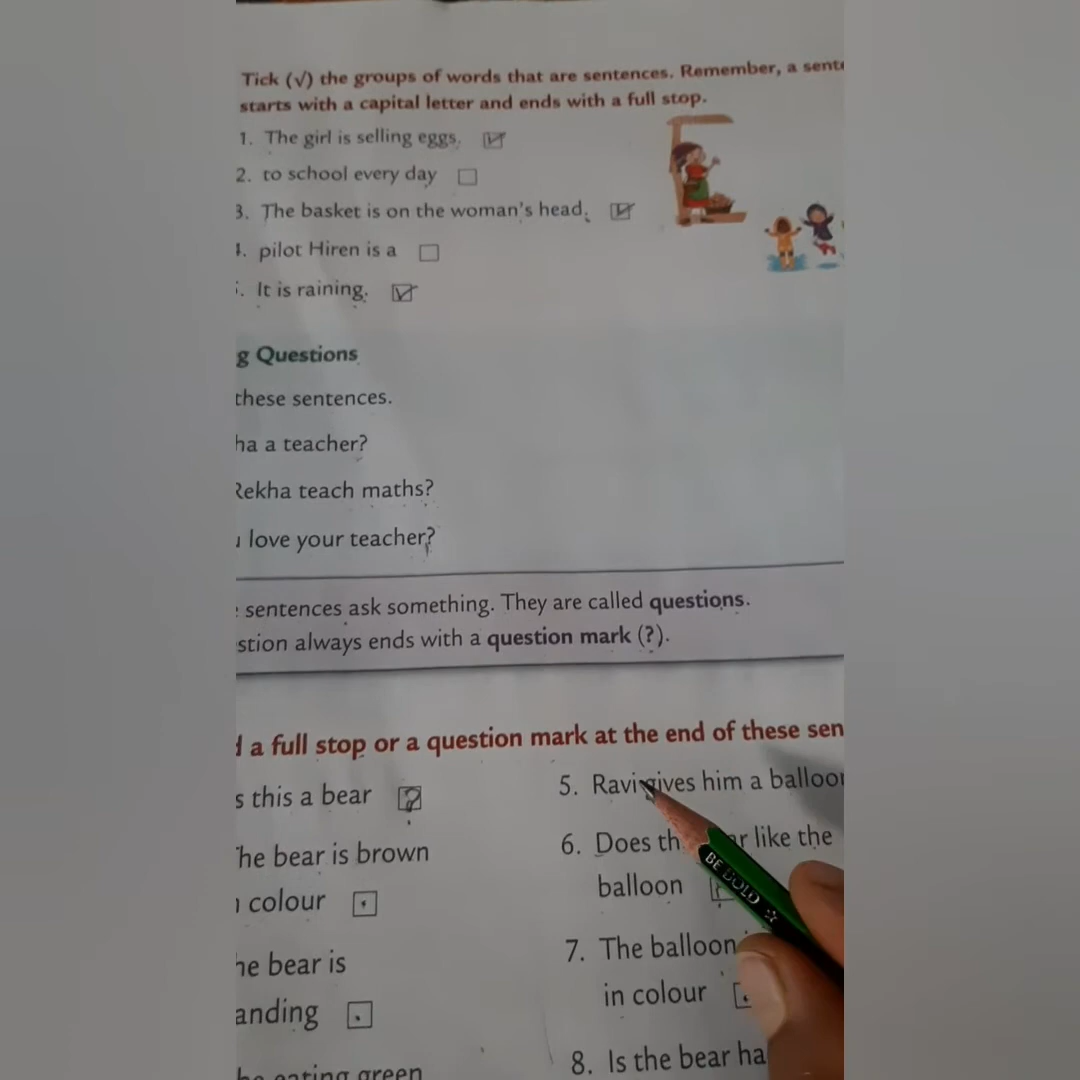 Tick (√) the groups of words that are sentences. Remember, a sent
starts with a capital letter and ends with a full stop.
1. The girl is selling eggs.
2. to school every day
3. The basket is on the woman's head.
4. pilot Hiren is a
. It is raining.
g Questions
these sentences.
ha a teacher?
Rekha teach maths?
love your teacher?
sentences ask something. They are called questions.
stion always ends with a question mark (?).
a full stop or a question mark at the end of these sen
s this a bear ?
he bear is brown
colour .
he bear is
anding .
eating green
5. Ravi gives him a balloo
6. Does th r like the
balloon
7. The balloon
in colour .
8. Is the bear ha
BE BOLD